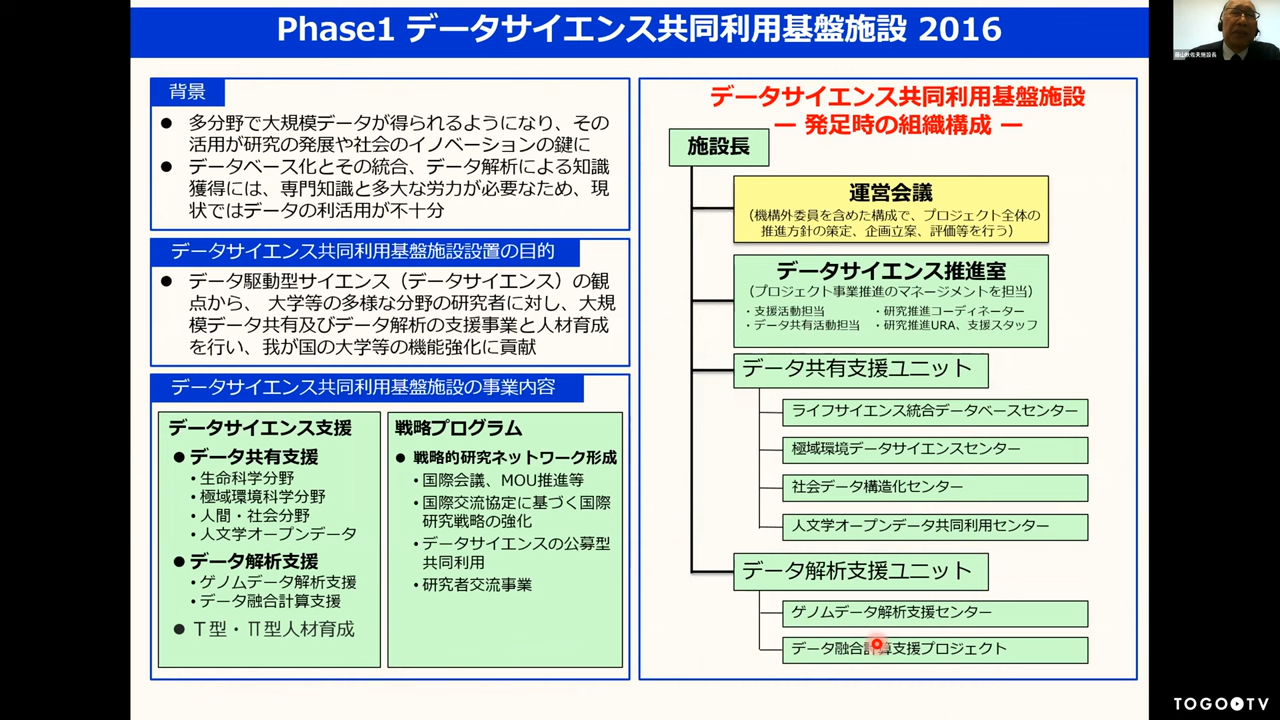 Phase1 データサイエンス共同利用基盤施設 2016
背景
● 多分野で大規模データが得られるようになり、その
活用が研究の発展や社会のイノベーションの鍵に
● データベース化とその統合、データ解析による知識
獲得には、専門知識と多大な労力が必要なため、現
状ではデータの利活用が不十分
データサイエンス共同利用基盤施設設置の目的
● データ駆動型サイエンス（データサイエンス）の観
点から、 大学等の多様な分野の研究者に対し、大規
模データ共有及びデータ解析の支援事業と人材育成
を行い、我が国の大学等の機能強化に貢献
データサイエンス共同利用基盤施設の事業内容
データサイエンス支援
● データ共有支援
・生命科学分野
・極域環境科学分野
・人間・社会分野
・人文学オープンデータ
● データ解析支援
・ゲノムデータ解析支援
・データ融合計算支援
● Ｔ型・Π型人材育成
戦略プログラム
● 戦略的研究ネットワーク形成
・国際会議、MOU推進等
・国際交流協定に基づく国際
研究戦略の強化
・データサイエンスの公募型
共同利用
・研究者交流事業
データサイエンス共同利用基盤施設
― 発足時の組織構成 ―
施設長
運営会議
（機構外委員を含めた構成で、プロジェクト全体の
推進方針の策定、企画立案、評価等を行う）
データサイエンス推進室
（プロジェクト事業推進のマネージメントを担当）
・支援活動担当 ・研究推進コーディネーター
・データ共有活動担当 ・研究推進URA、支援スタッフ
データ共有支援ユニット
ライフサイエンス統合データベースセンター
極域環境データサイエンスセンター
社会データ構造化センター
人文学オープンデータ共同利用センター
データ解析支援ユニット
ゲノムデータ解析支援センター
データ融合計算支援プロジェクト
TOGO TV